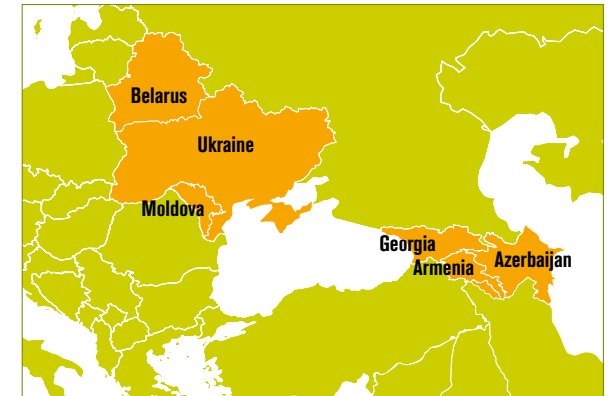 Belarus
Ukraine
Moldova
Georgia
Armenia
Azerbaijan